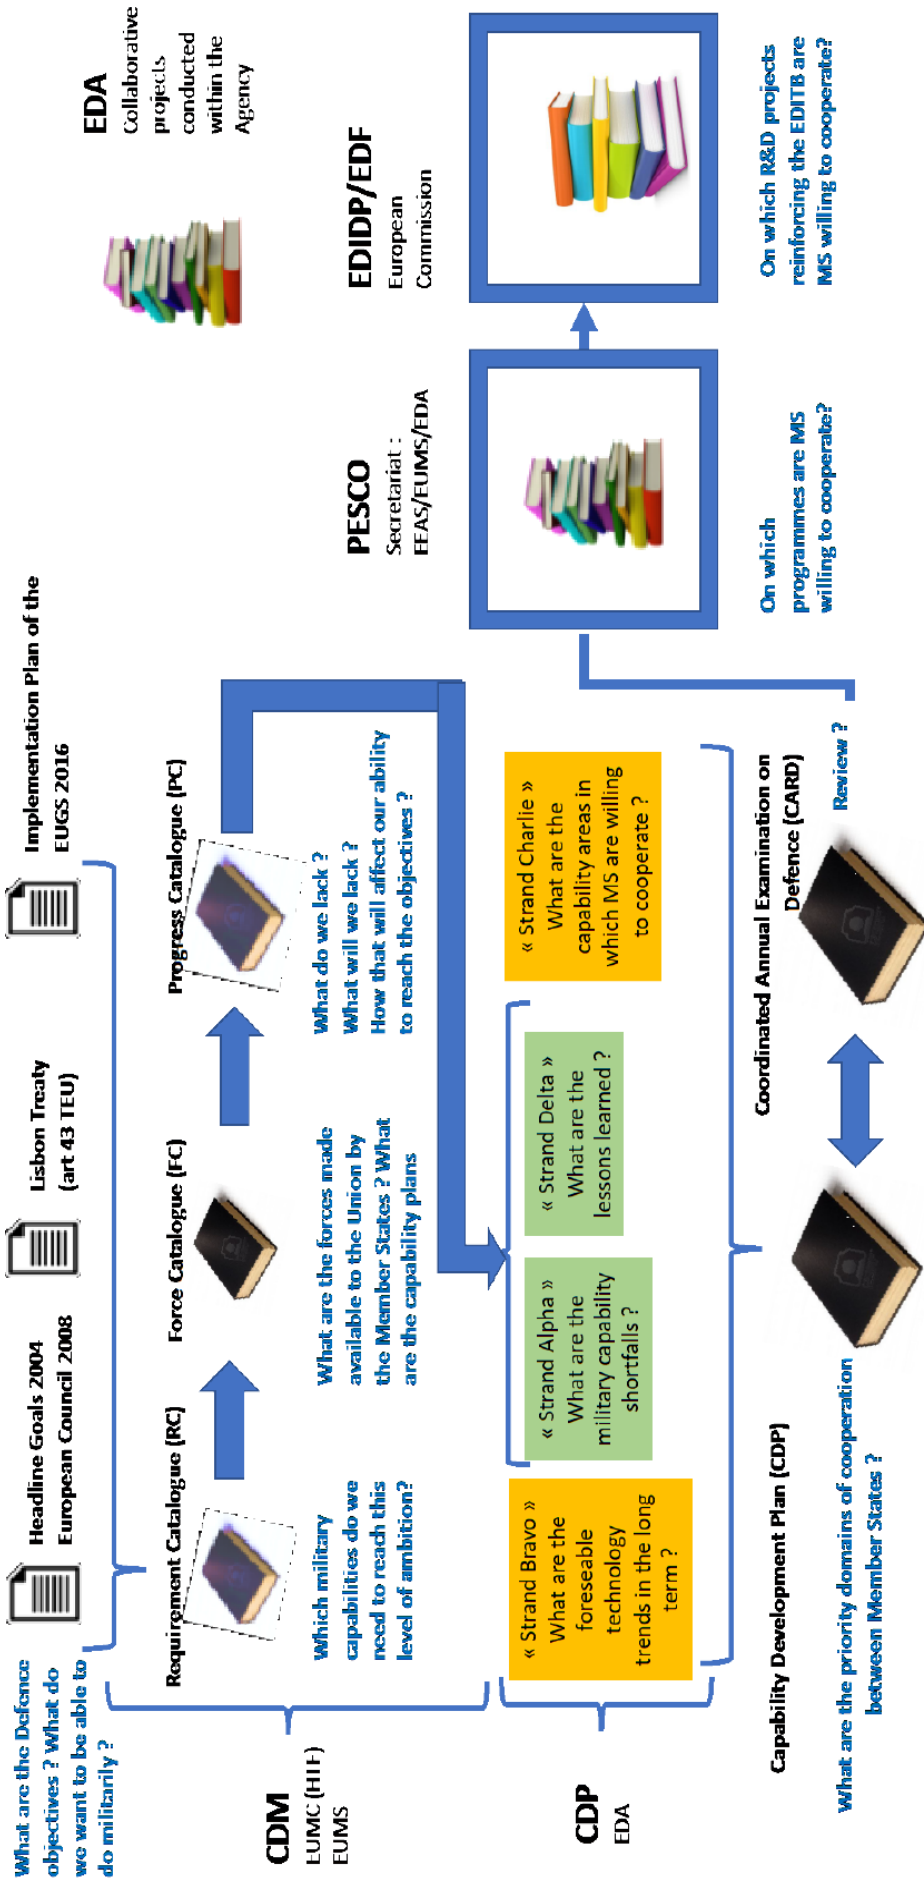 What are the Defence
objectives ? What do
we want to be able to
do militarily ?
Headline Goals 2004
European Council 2008
Lisbon Treaty
(art 43 TEU)
Implementation Plan of the
EUGS 2016
EDA
Collaborative
projects
conducted
within the
Agency
CDM
EUMC (HTF)
EUMS
Requirement Catalogue (RC)
Which military
capabilities do we
need to reach this
level of ambition?
Force Catalogue (FC)
What are the forces made
available to the Union by
the Member States ? What
are the capability plans
Progress Catalogue (PC)
What do we lack ?
What will we lack ?
How that will affect our ability
to reach the objectives ?
PESCO
Secretariat :
EEAS/EUMS/EDA
EDIDP/EDF
European
Commission
CDP
EDA
« Strand Bravo »
What are the
foreseable
technology
trends in the long
term ?
« Strand Alpha »
What are the
military capability
shortfalls ?
« Strand Delta »
What are the
lessons learned ?
« Strand Charlie »
What are the
capability areas in
which MS are willing
to cooperate ?
On which
programmes are MS
willing to cooperate?
On which R&D projects
reinforcing the EDITB are
MS willing to cooperate?
Capability Development Plan (CDP)
What are the priority domains of cooperation
between Member States ?
Coordinated Annual Examination on
Defence (CARD)
Review ?